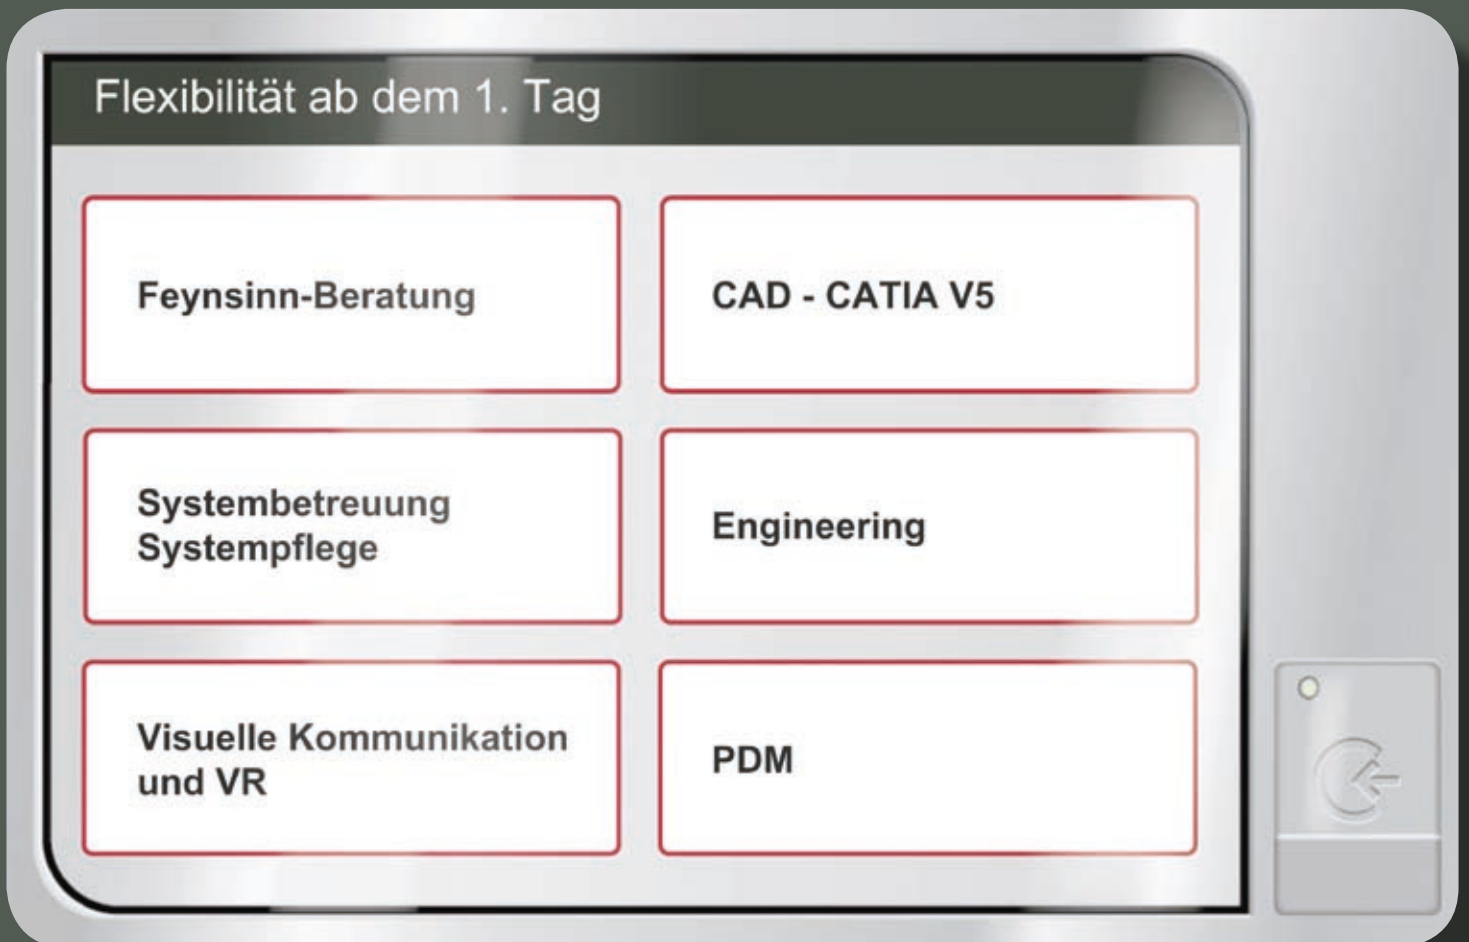 Flexibilität ab dem 1. Tag
Feynsinn-Beratung
CAD - CATIA V5
Systembetreuung
Systempflege
Engineering
Visuelle Kommunikation
und VR
PDM